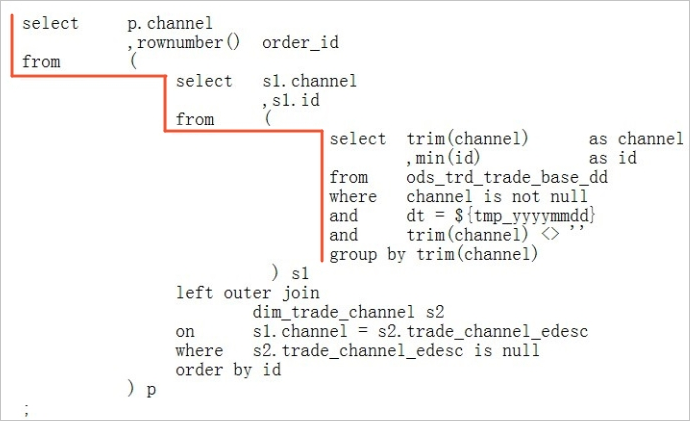 select p.channel
,rownumber() order_id
from (
select s1.channel
,s1.id
from (
select trim(channel) as channel
,min(id) as id
from ods_trd_trade_base_dd
where channel is not null
and dt = ${tmp_yyyymmdd}
and trim(channel) <> ''
group by trim(channel)
) s1
left outer join
dim_trade_channel s2
on s1.channel = s2.trade_channel_edesc
where s2.trade_channel_edesc is null
order by id
) p
;